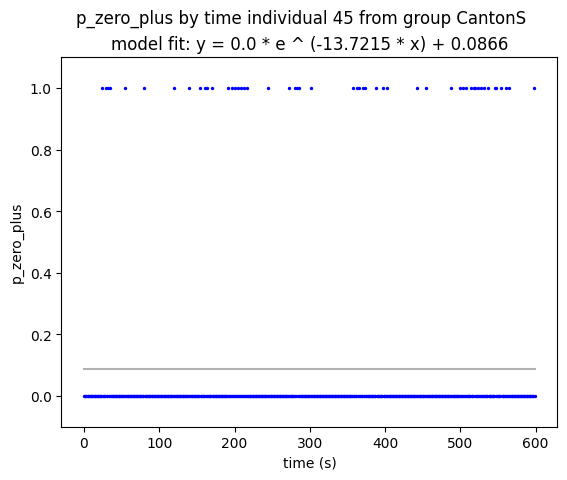 p_zero_plus by time individual 45 from group CantonS
model fit: y = 0.0 * e ^ (-13.7215 * x) + 0.0866
1.0
0.8
0.6
0.4
0.2
0.0
p_zero_plus
0 100 200 300 400 500 600
time (s)